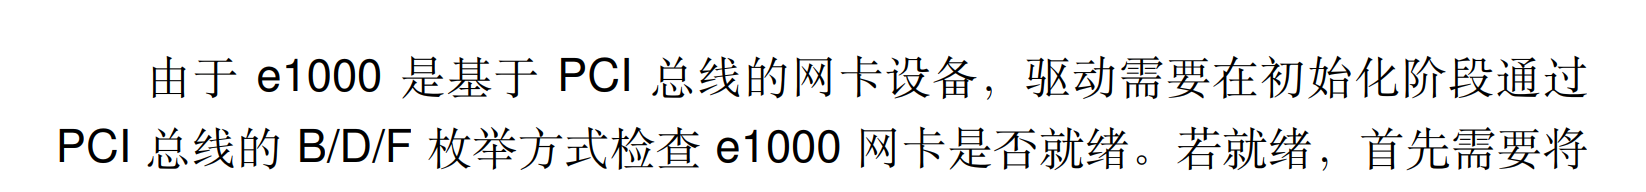 由于 e1000 是基于 PCI 总线的网卡设备，驱动需要在初始化阶段通过
PCI 总线的 B/D/F 枚举方式检查 e1000 网卡是否就绪。若就绪，首先需要将